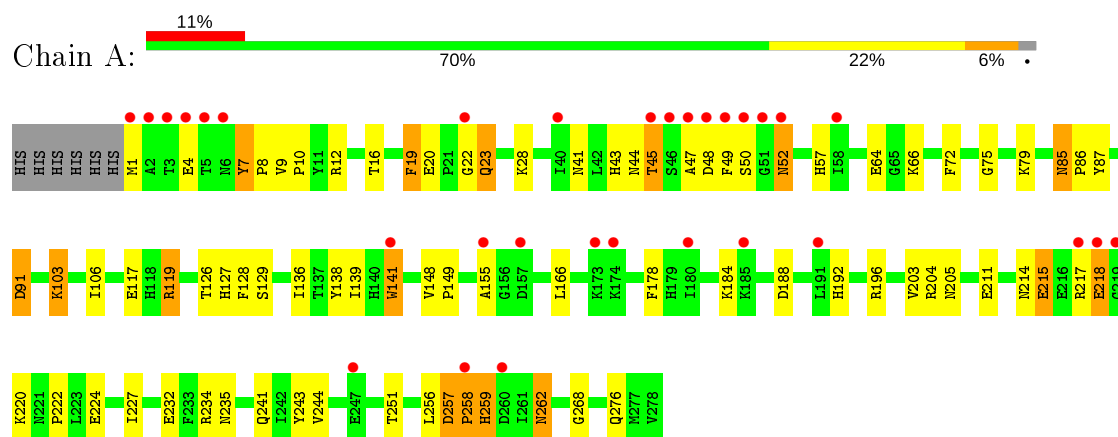 11%
Chain A:
70% 22% 6% •
HIS HIS HIS HIS HIS HIS M1 A2 T3 E4 T5 N6 Y7 P8 V9 P10 Y11 R12 T16 F19 E20 P21 G22 Q23 K28 I40 N41 L42 H43 N44 T45 S46 A47 D48 F49 S50 G51 N52 H57 I58 E64 G65 K66 F72 G75 K79 N85 P86 Y87
D91 K103 I106 E117 H118 R119 T126 H127 F128 S129 I136 T137 Y138 I139 H140 W141 V148 P149 A155 G156 D157 L166 K173 K174 F178 H179 I180 K184 K185 D188 L191 H192 R196 V203 R204 N205 E211 N214 E215 E216 R217 E218 G219
K220 N221 P222 L223 E224 I227 E232 F233 R234 N235 Q241 I242 Y243 V244 E247 T251 L256 D257 P258 H259 D260 I261 N262 G268 Q276 M277 V278